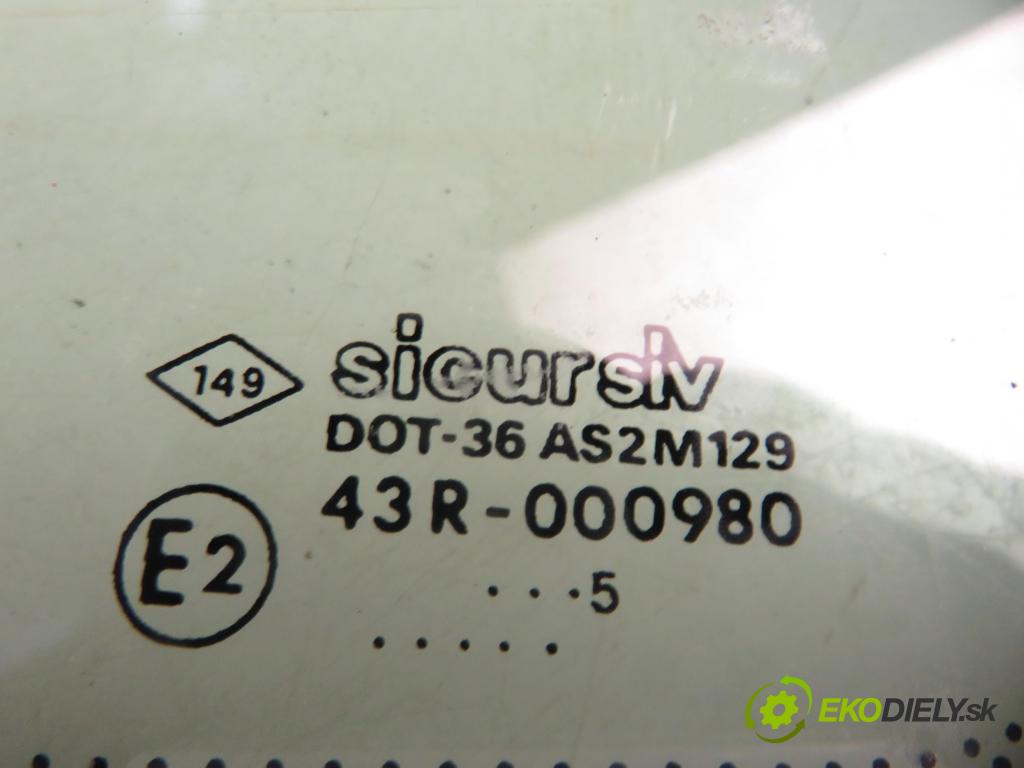 149
sicursiv
DOT-36 AS2M129
43R-000980
E2
...5
.....
EKODIELY.sk